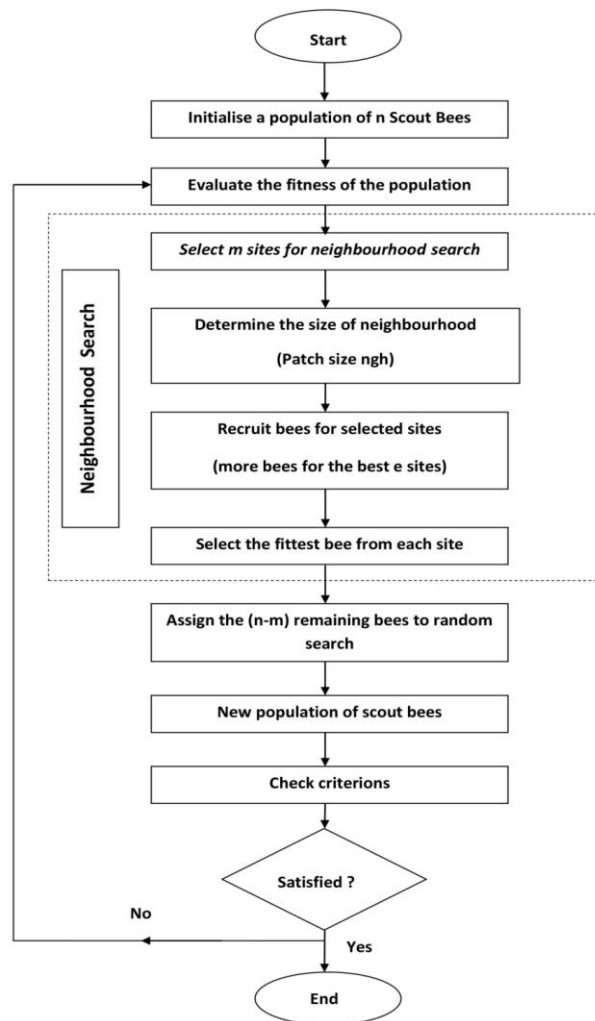 Start
Initialise a population of n Scout Bees
Evaluate the fitness of the population
Select m sites for neighbourhood search
Neighbourhood Search
Determine the size of neighbourhood
(Patch size ngh)
Recruit bees for selected sites
(more bees for the best e sites)
Select the fittest bee from each site
Assign the (n-m) remaining bees to random
search
New population of scout bees
Check criterions
Satisfied ?
No
Yes
End